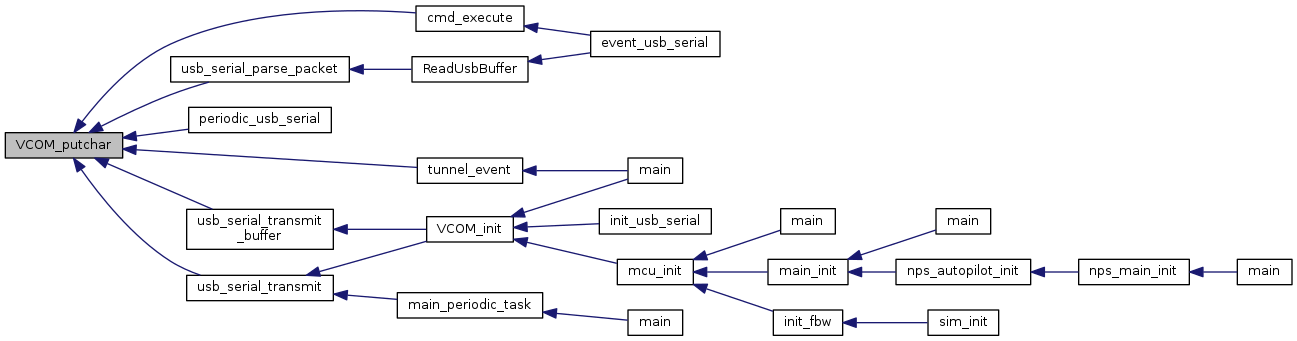 cmd_execute
event_usb_serial
usb_serial_parse_packet
ReadUsbBuffer
periodic_usb_serial
VCOM_putchar
tunnel_event
main
usb_serial_transmit
_buffer
VCOM_init
init_usb_serial
main
main
mcu_init
main_init
nps_autopilot_init
nps_main_init
main
usb_serial_transmit
main_periodic_task
main
init_fbw
sim_init